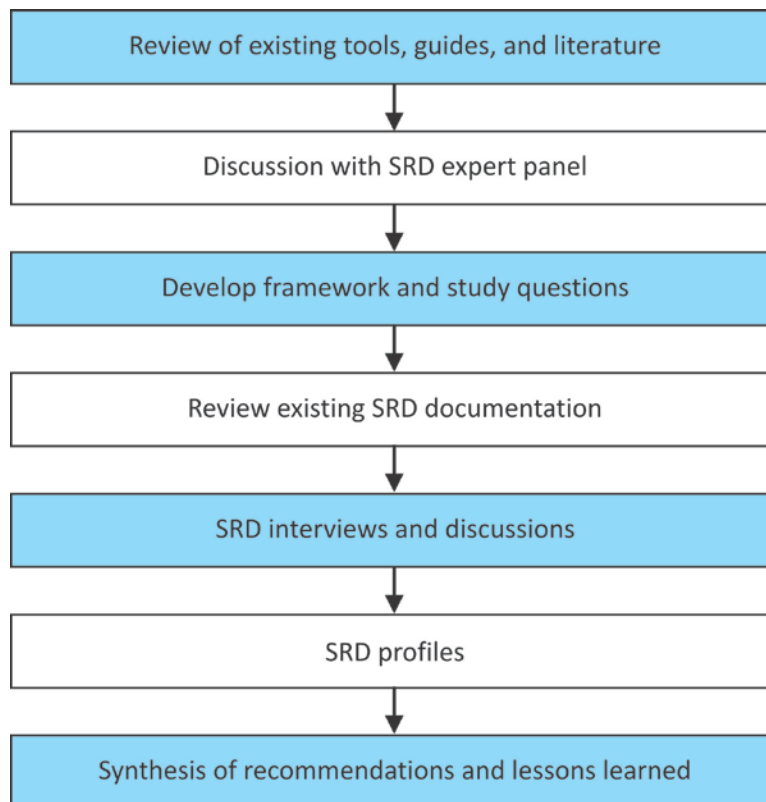 Review of existing tools, guides, and literature
Discussion with SRD expert panel
Develop framework and study questions
Review existing SRD documentation
SRD interviews and discussions
SRD profiles
Synthesis of recommendations and lessons learned